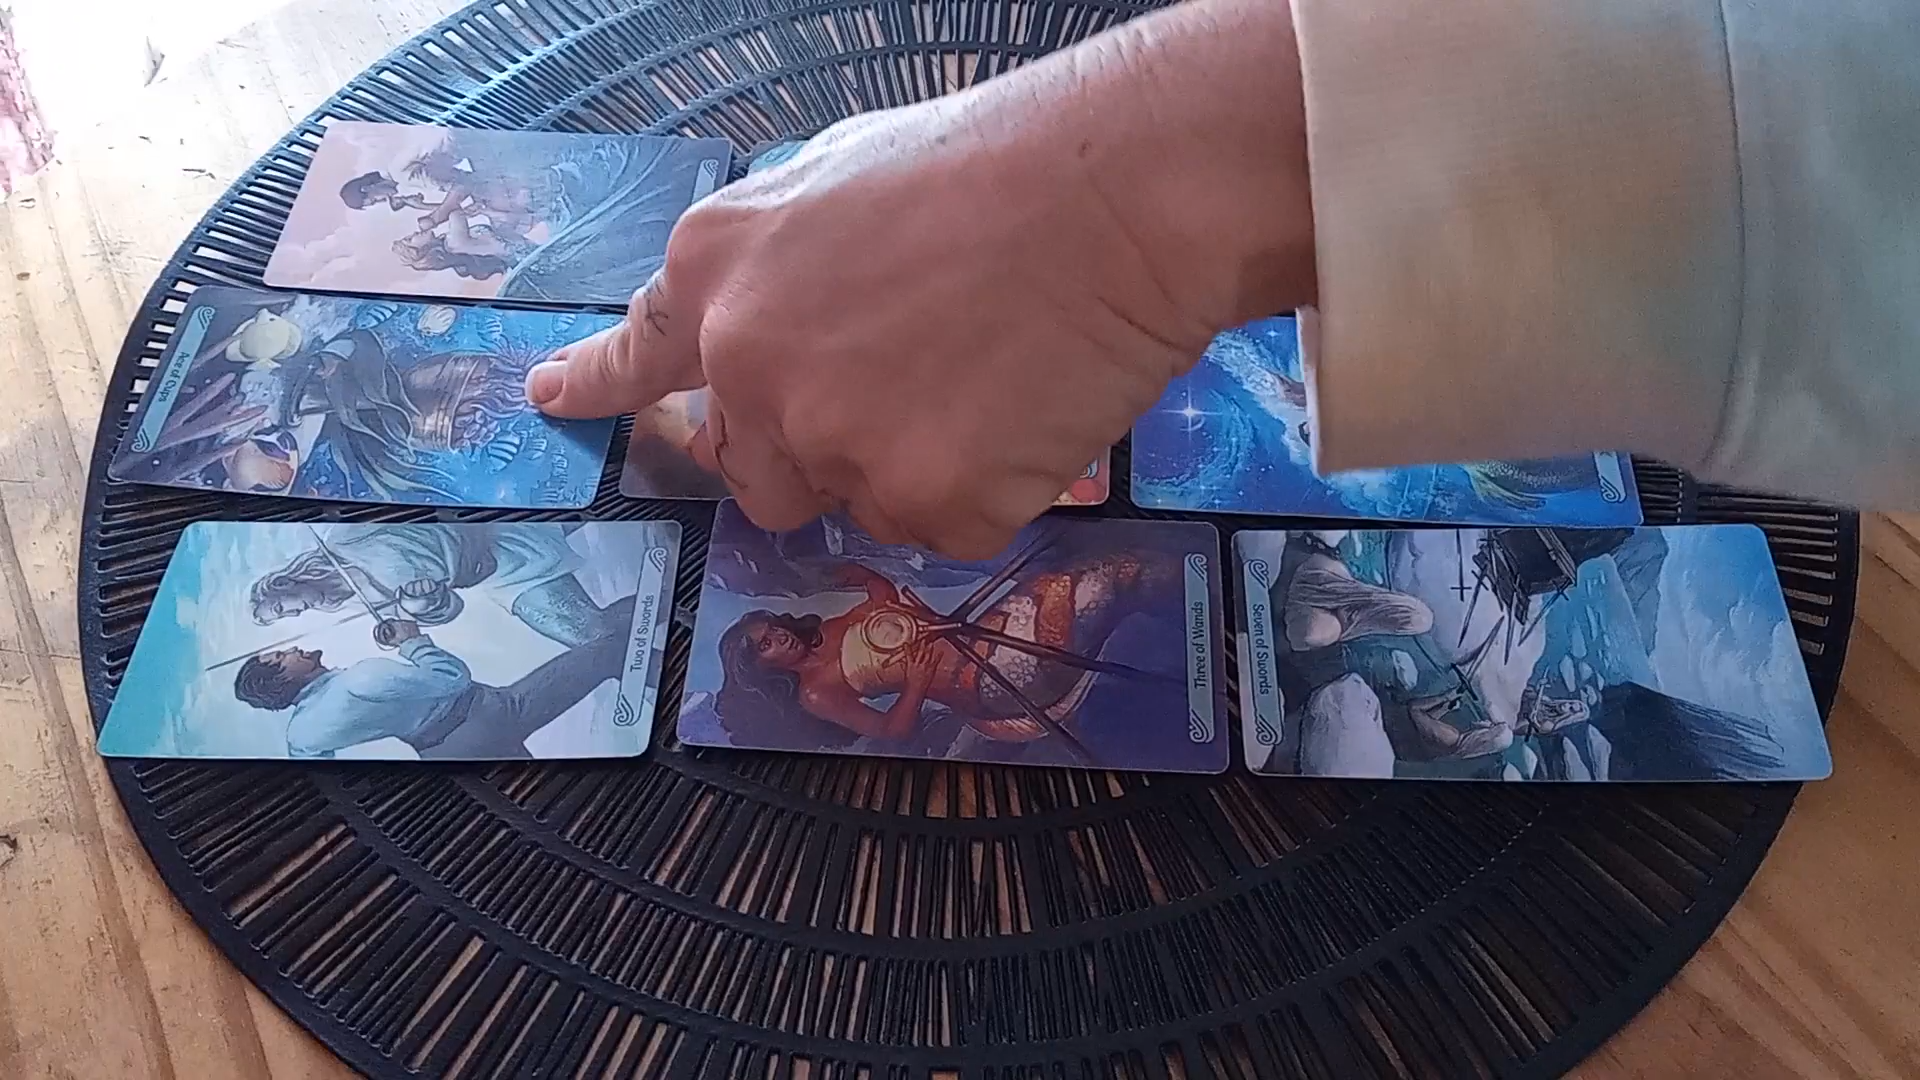 Ace of Cups
Two of Swords
Three of Wands
Seven of Swords